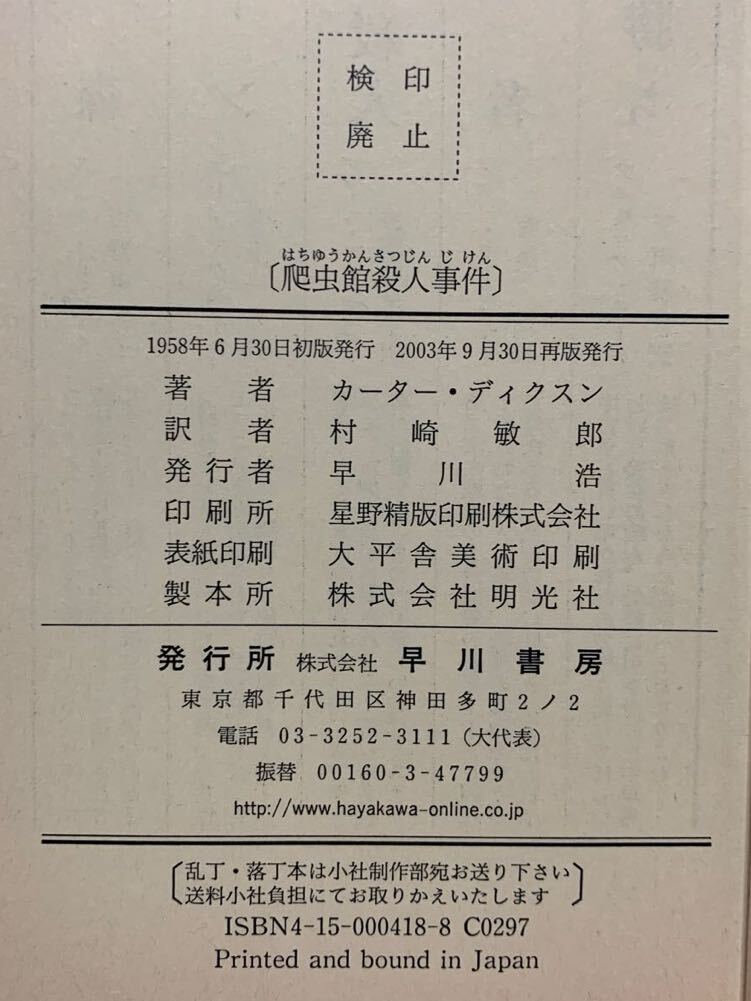 検印
廃止
はちゆうかんさつじんじけん
〔爬虫館殺人事件〕
1958年6月30日初版発行 2003年9月30日再版発行
著者 カーター・ディクスン
訳者 村崎敏郎
発行者 早川浩
印刷所 星野精版印刷株式会社
表紙印刷 大平舎美術印刷
製本所 株式会社明光社
発行所 株式会社 早川書房
東京都千代田区神田多町2ノ2
電話 03-3252-3111（大代表）
振替 00160-3-47799
http://www.hayakawa-online.co.jp
〔乱丁・落丁本は小社制作部宛お送り下さい
送料小社負担にてお取りかえいたします〕
ISBN4-15-000418-8 C0297
Printed and bound in Japan